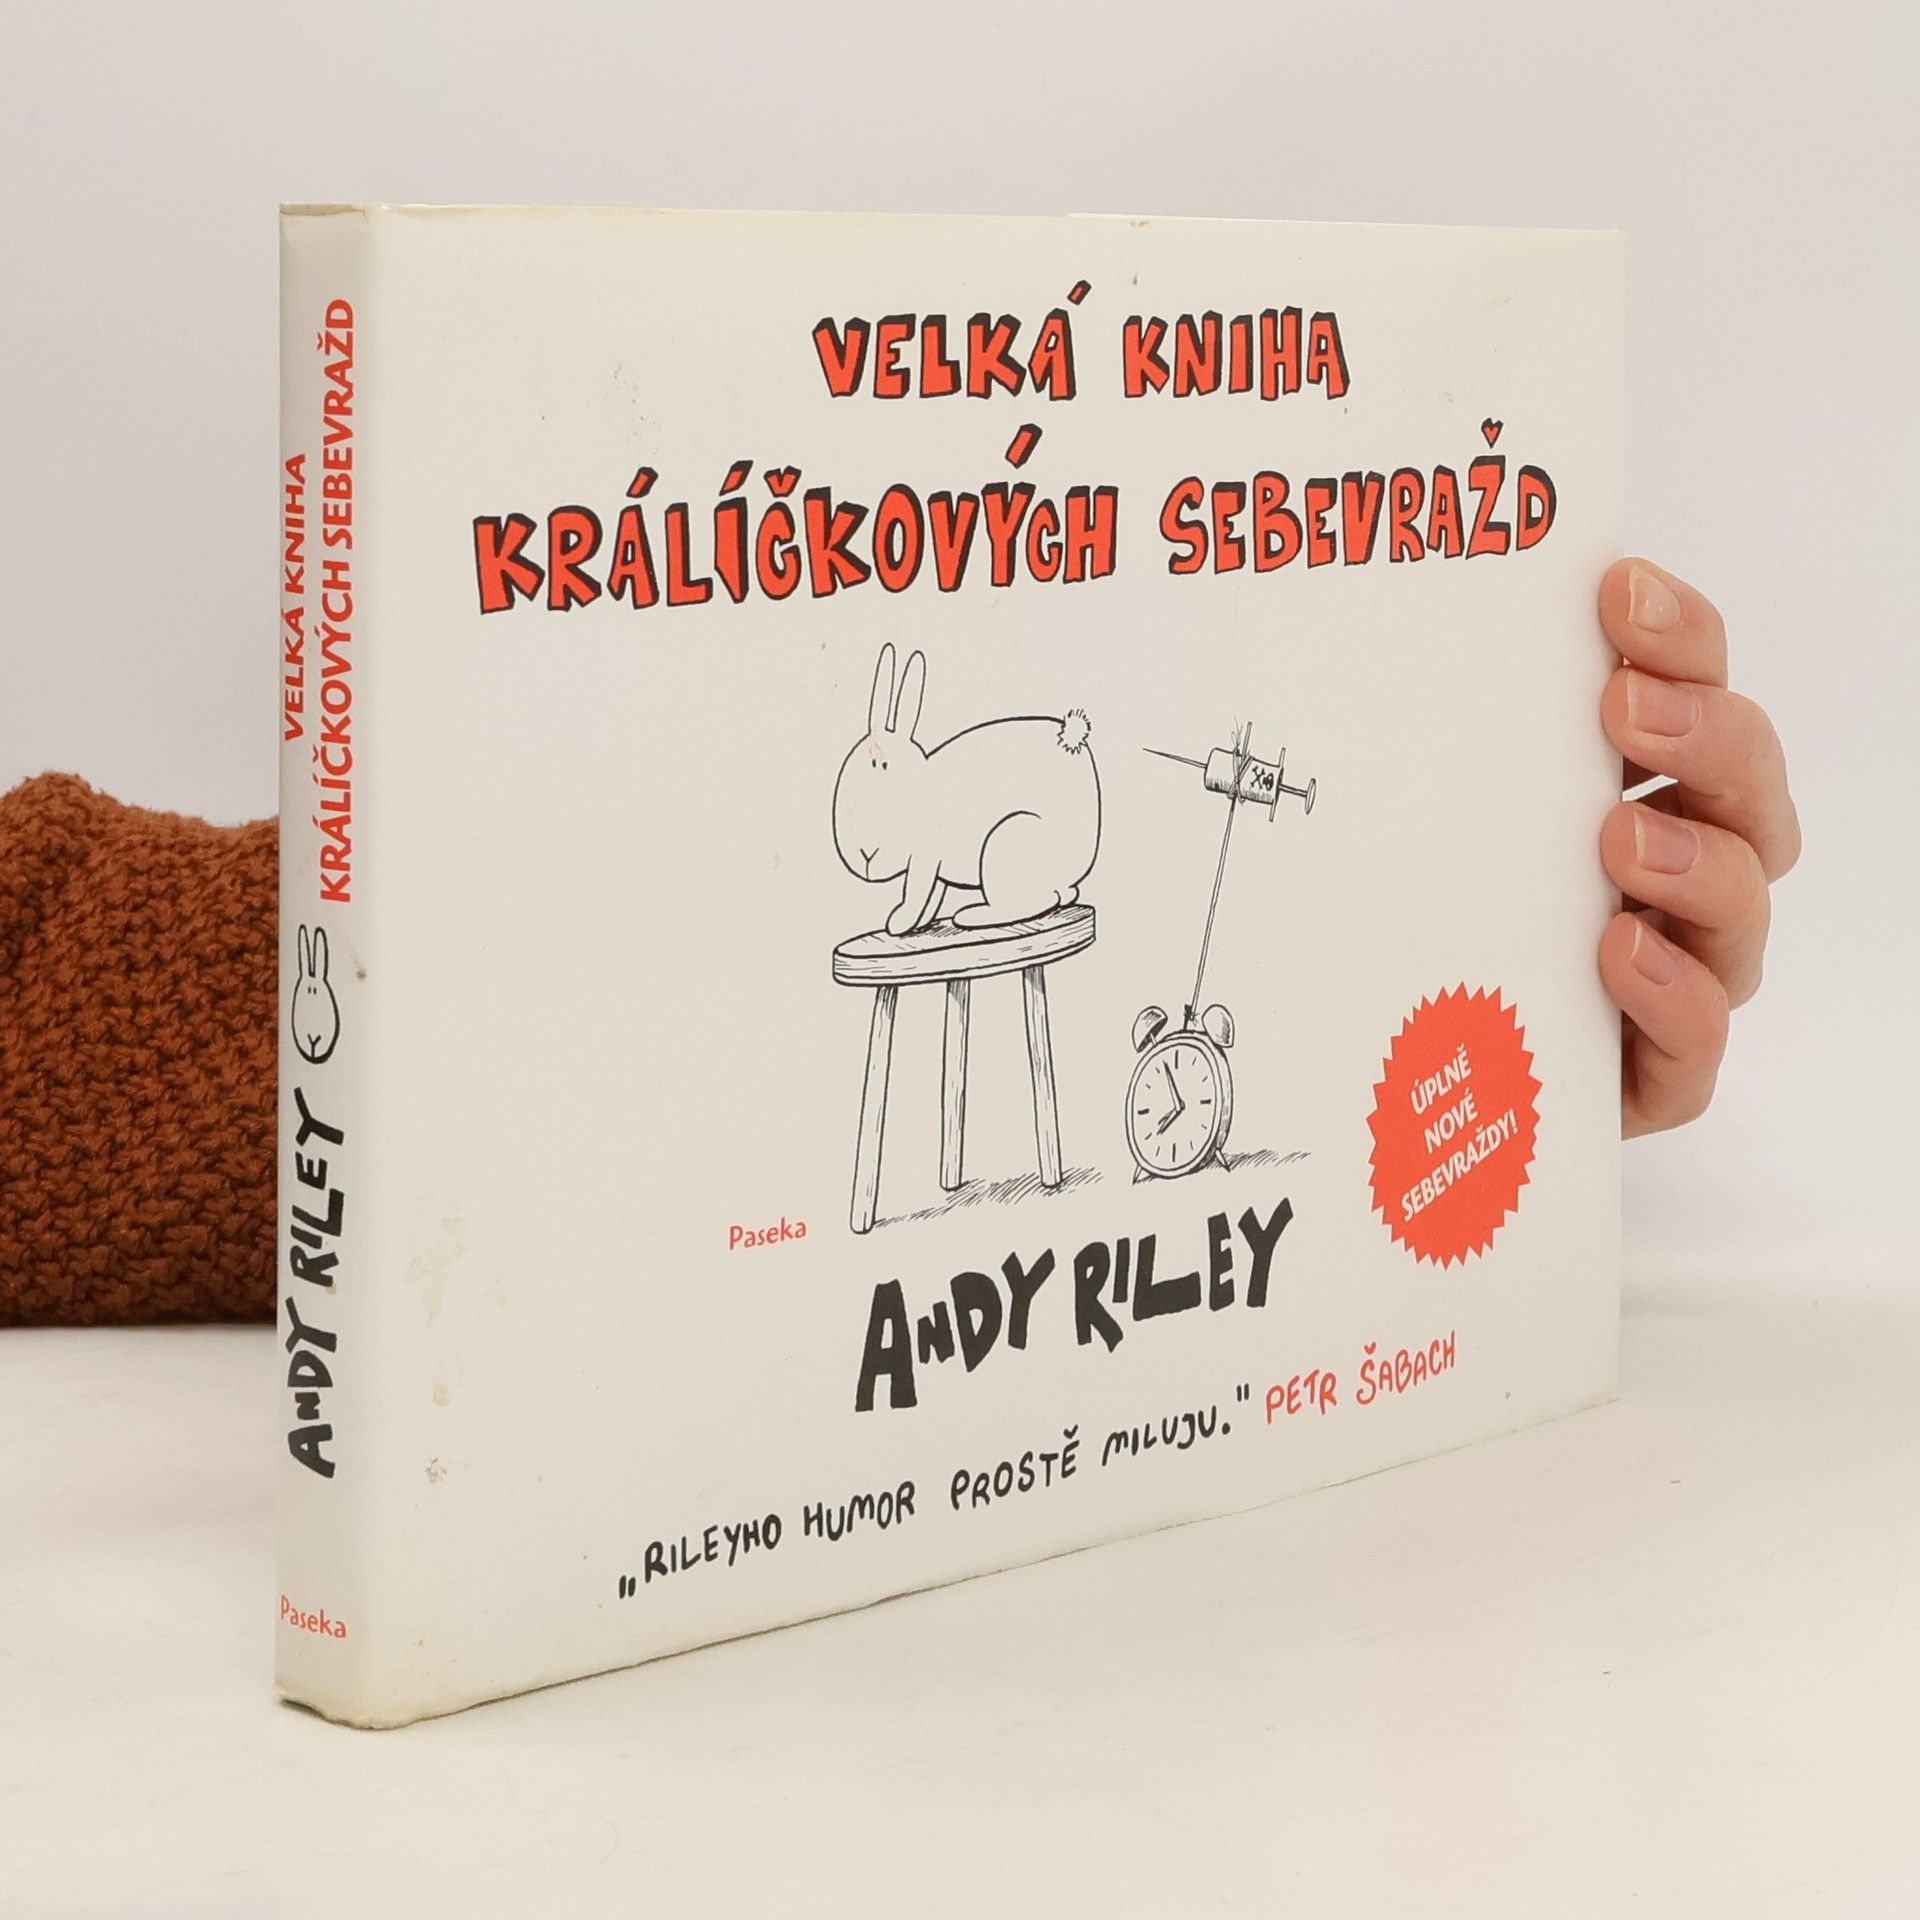 VELKÁ KNIHA
KRÁLÍČKOVÝCH SEBEVRAŽD
ANDY RILEY
Paseka
VELKÁ KNIHA
KRÁLÍČKOVÝCH SEBEVRAŽD
ÚPLNĚ
NOVÉ
SEBEVRAŽDY!
Paseka
ANDY RILEY
„RILEYHO HUMOR PROSTĚ MILUJU." PETR ŠABACH